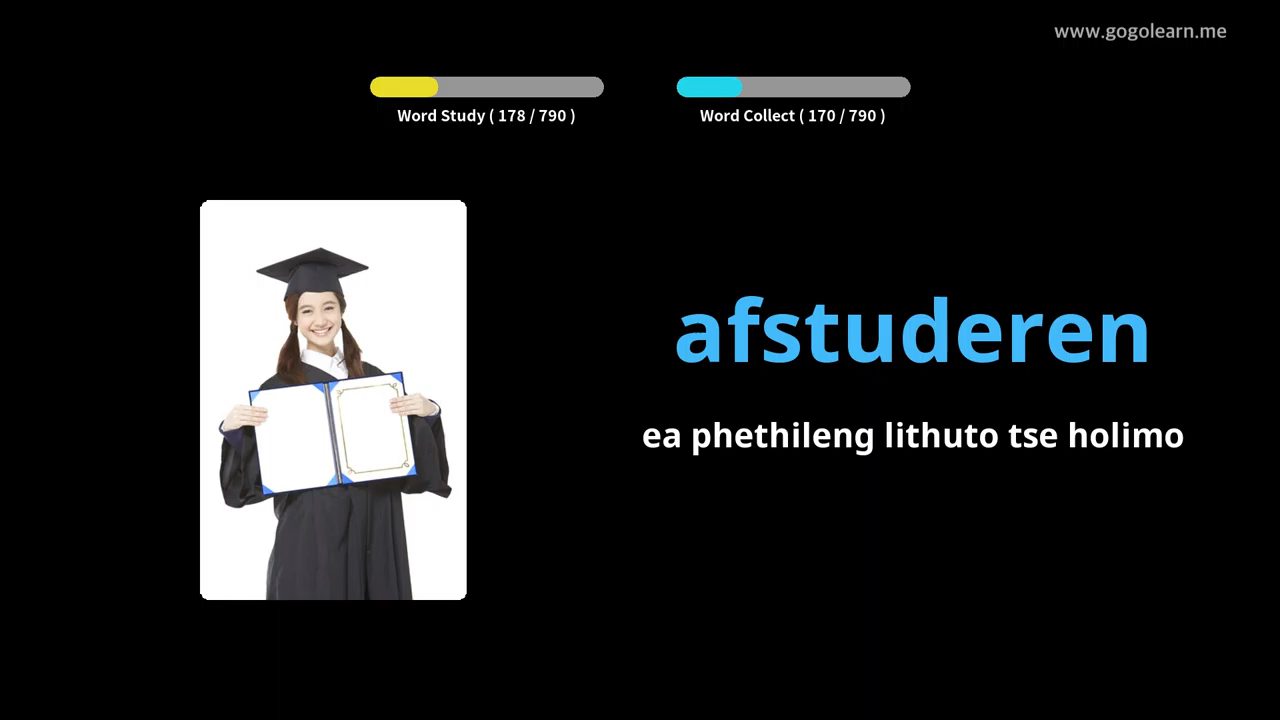 www.gogolearn.me
Word Study ( 178 / 790 )
Word Collect ( 170 / 790 )
afstuderen
ea phethileng lithuto tse holimo